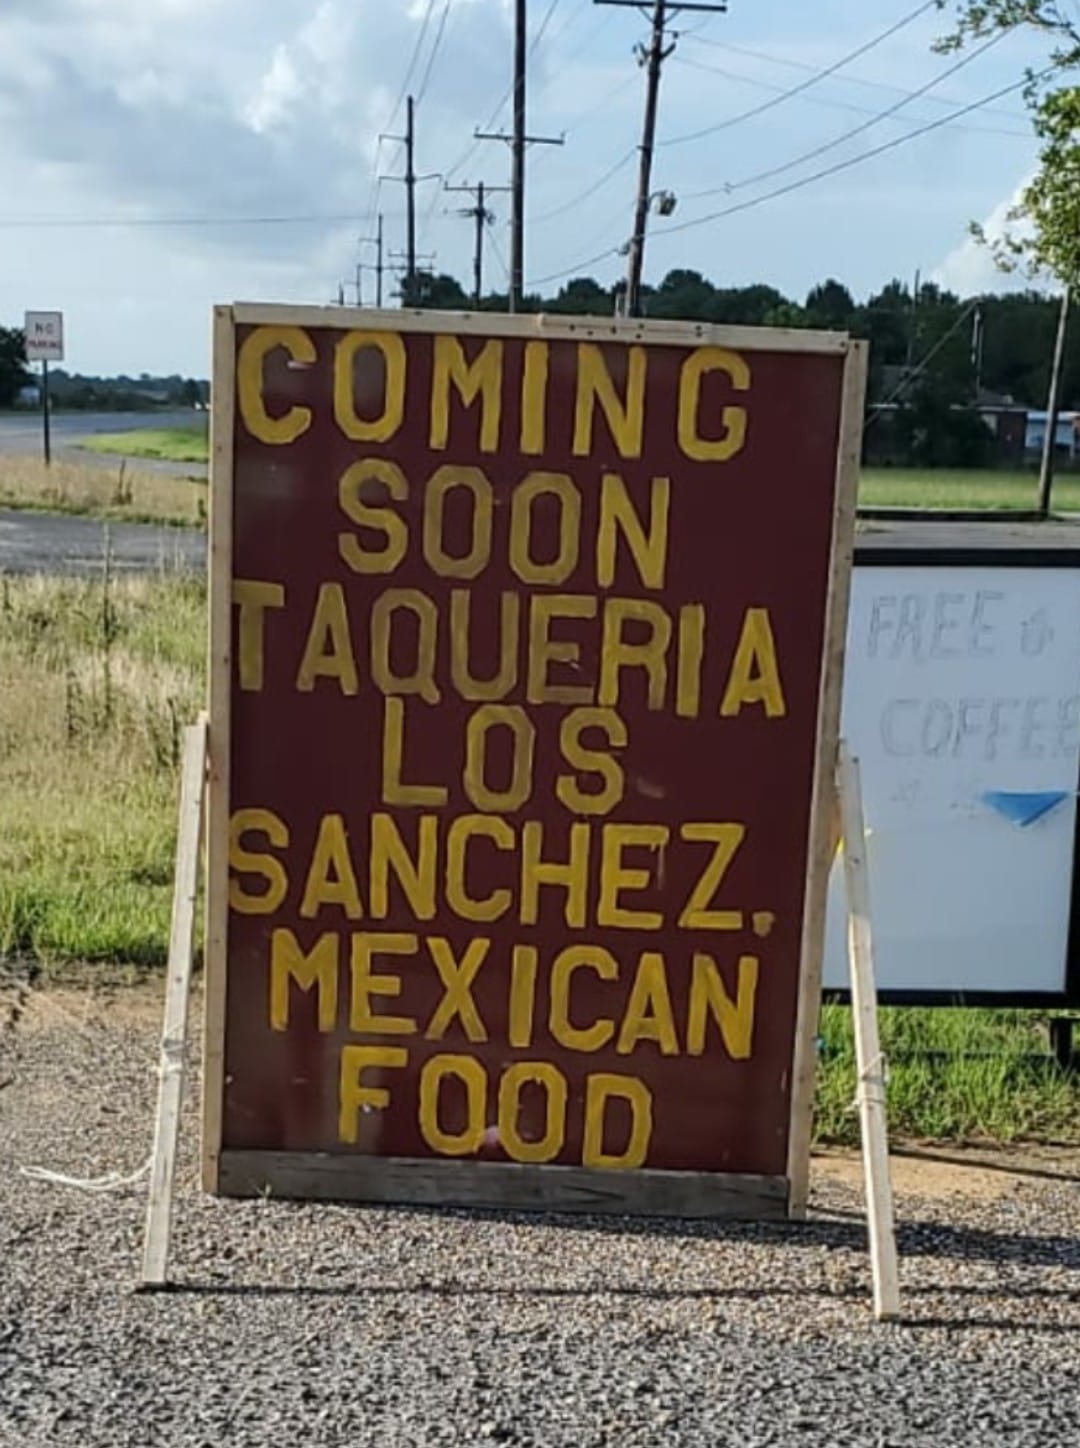 COMING
SOON
TAQUERIA
LOS
SANCHEZ.
MEXICAN
FOOD
NO
PARKING
FREE
COFFEE